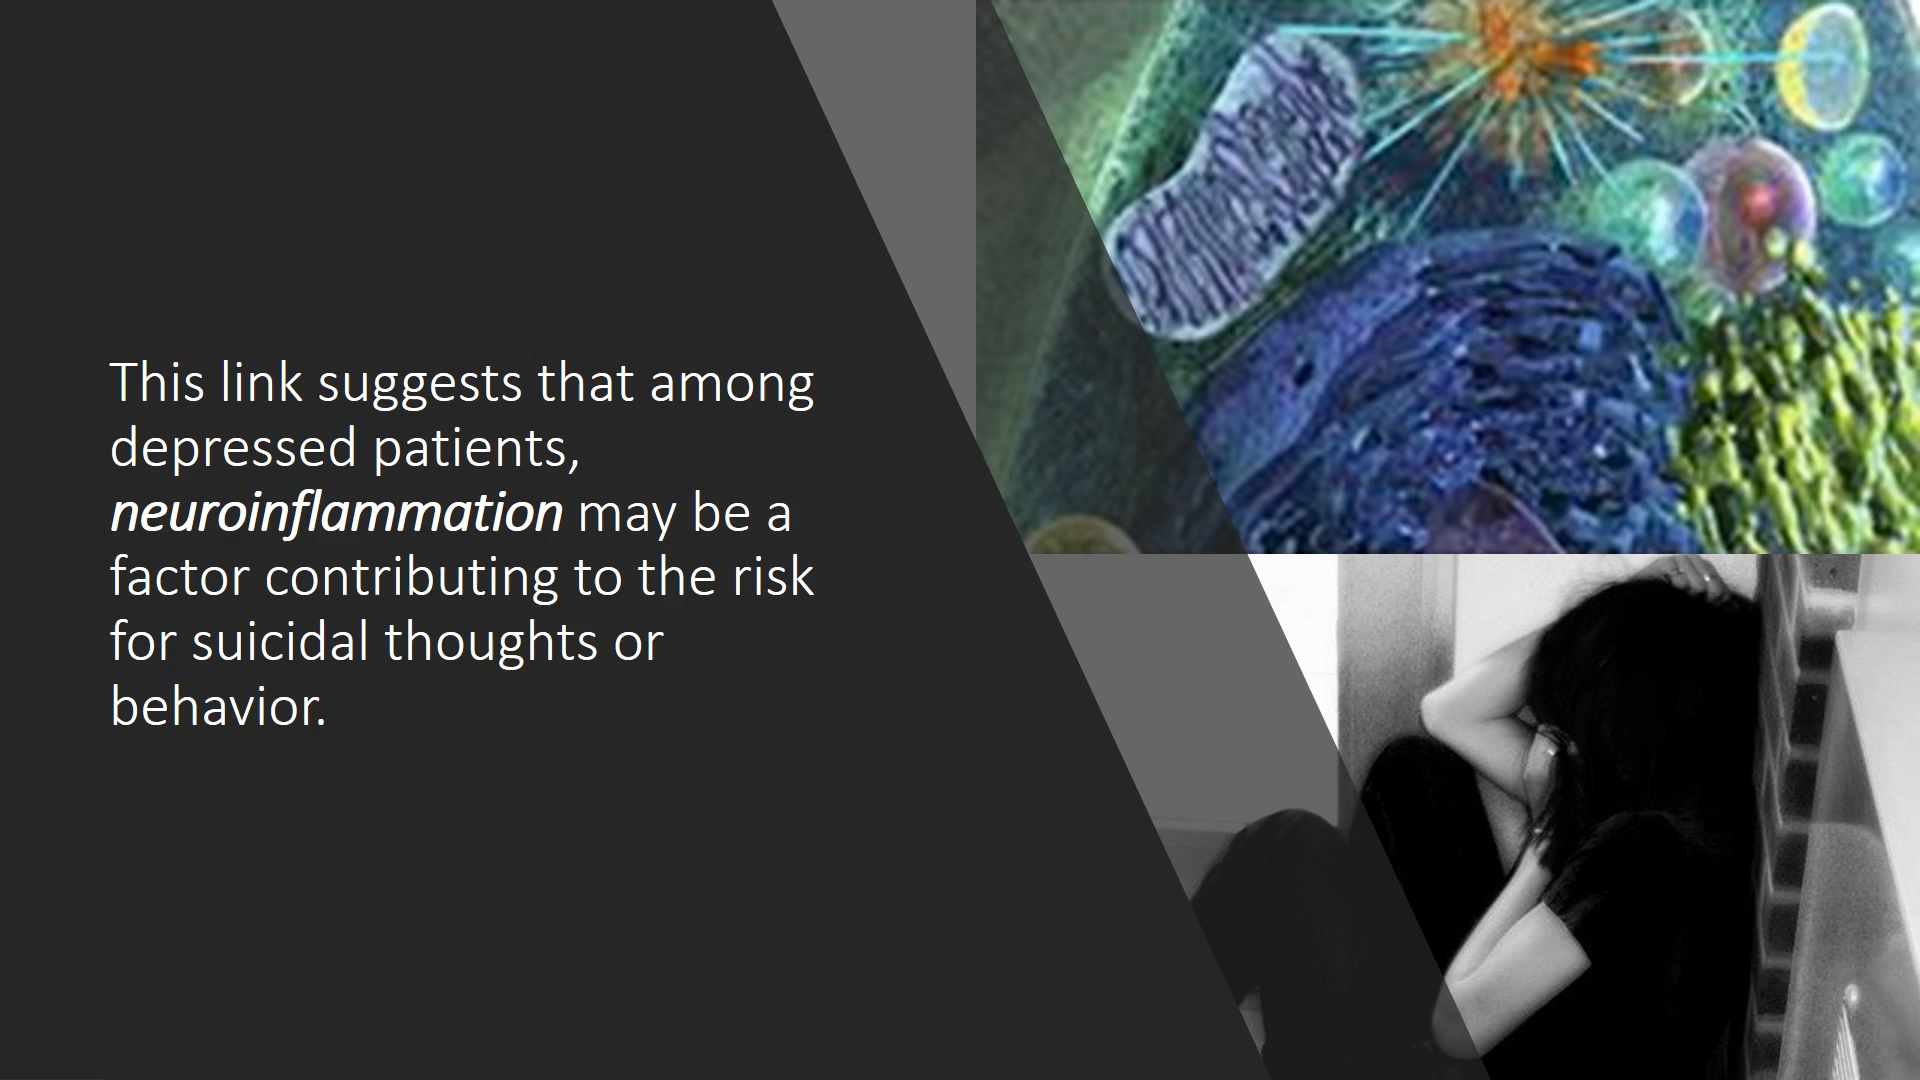 This link suggests that among
depressed patients,
neuroinflammation may be a
factor contributing to the risk
for suicidal thoughts or
behavior.